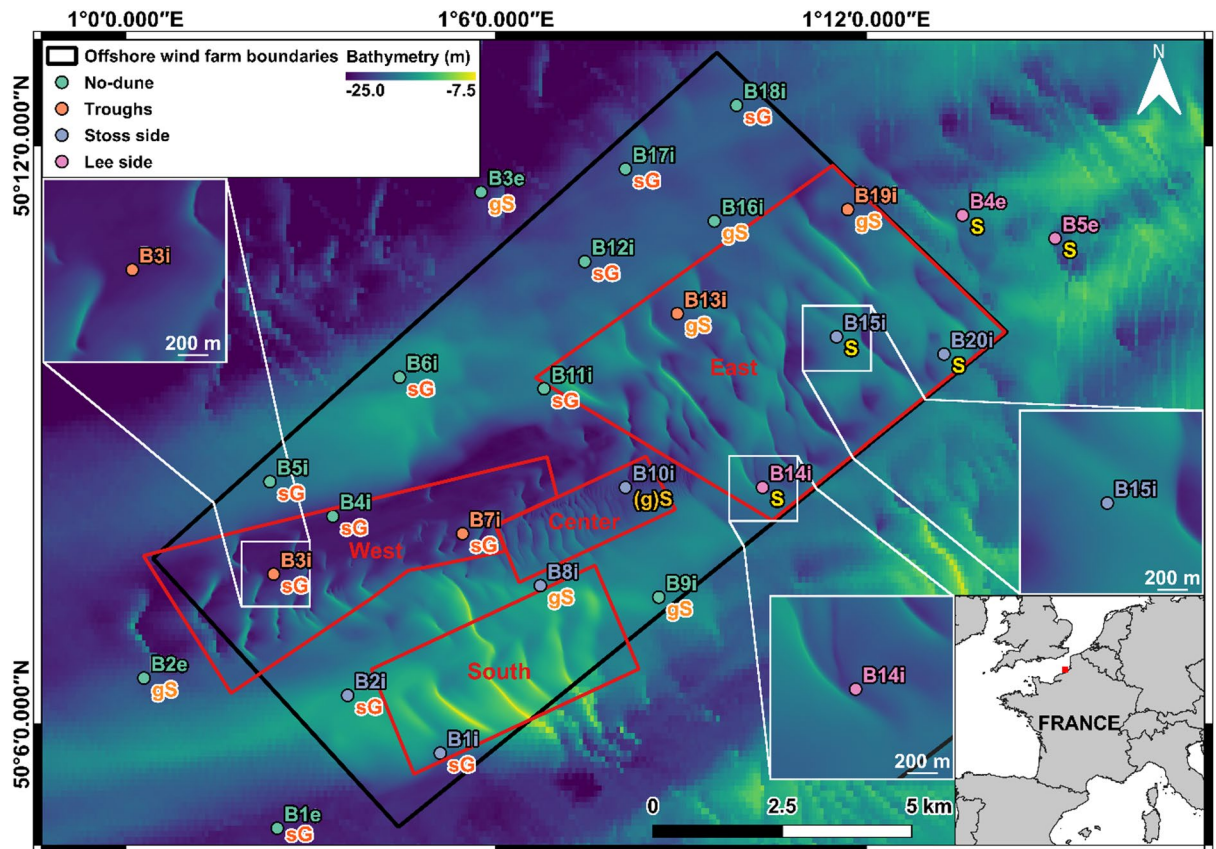 1°0'0.000"E
1°6'0.000"E
1°12'0.000"E
Offshore wind farm boundaries
No-dune
Troughs
Stoss side
Lee side
Bathymetry (m)
-25.0
-7.5
N
50°12'0.000"N
50°6'0.000"N
B18i
sG
B17i
sG
B3e
gS
B16i
gS
B19i
gS
B4e
S
B5e
S
B12i
sG
B3i
200 m
B13i
gS
B15i
S
B20i
S
East
B6i
sG
B11i
sG
B5i
sG
B10i
(g)S
B14i
S
B4i
sG
B7i
sG
Center
West
B15i
200 m
B3i
sG
B8i
gS
B9i
gS
B2e
gS
South
B2i
sG
B14i
200 m
B1i
sG
FRANCE
B1e
sG
0
2.5
5 km